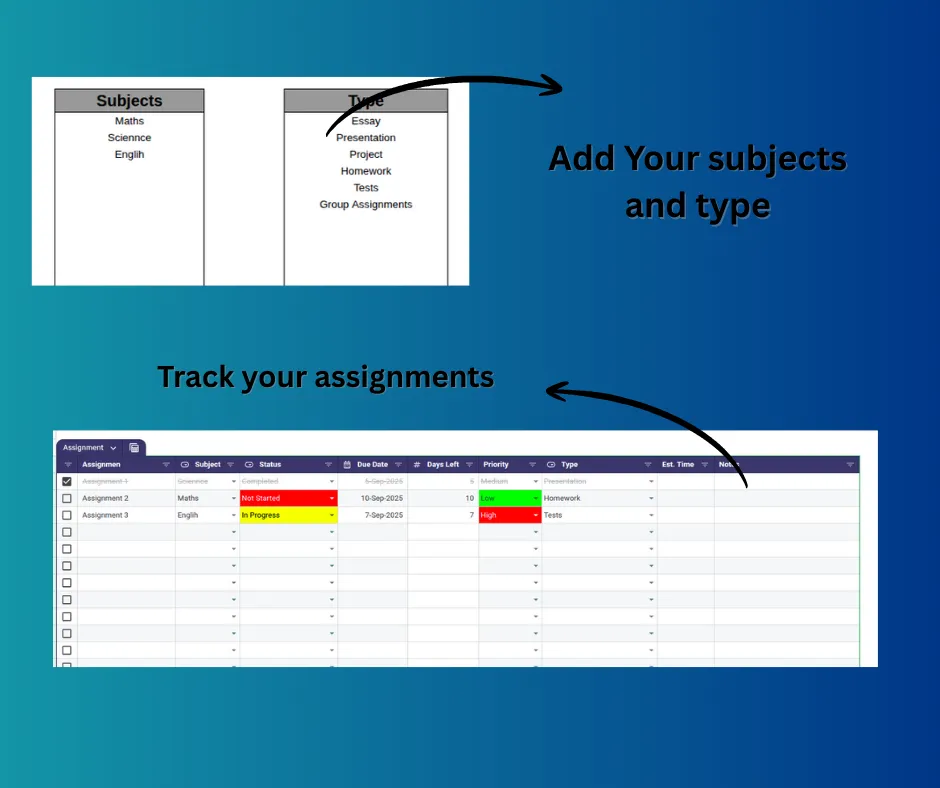 Subjects
Maths
Sciennce
Englih
Type
Essay
Presentation
Project
Homework
Tests
Group Assignments
Add Your subjects
and type
Track your assignments
Assignment
Assignmen Subject Status Due Date # Days Left Priority Type Est. Time Notes
Assignment 1 Sciennce Completed 5-Sep-2025 5 Medium Presentation
Assignment 2 Maths Not Started 10-Sep-2025 10 Low Homework
Assignment 3 Englih In Progress 7-Sep-2025 7 High Tests